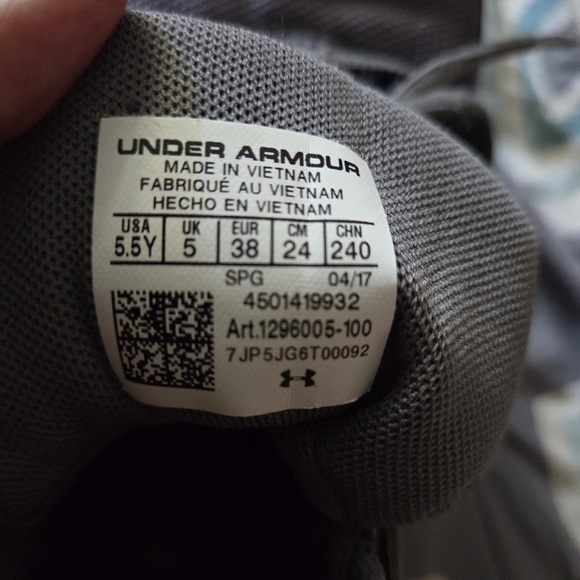 UNDER ARMOUR
MADE IN VIETNAM
FABRIQUÉ AU VIETNAM
HECHO EN VIETNAM
USA UK EUR CM CHN
5.5Y 5 38 24 240
SPG 04/17
4501419932
Art.1296005-100
7JP5JG6T00092